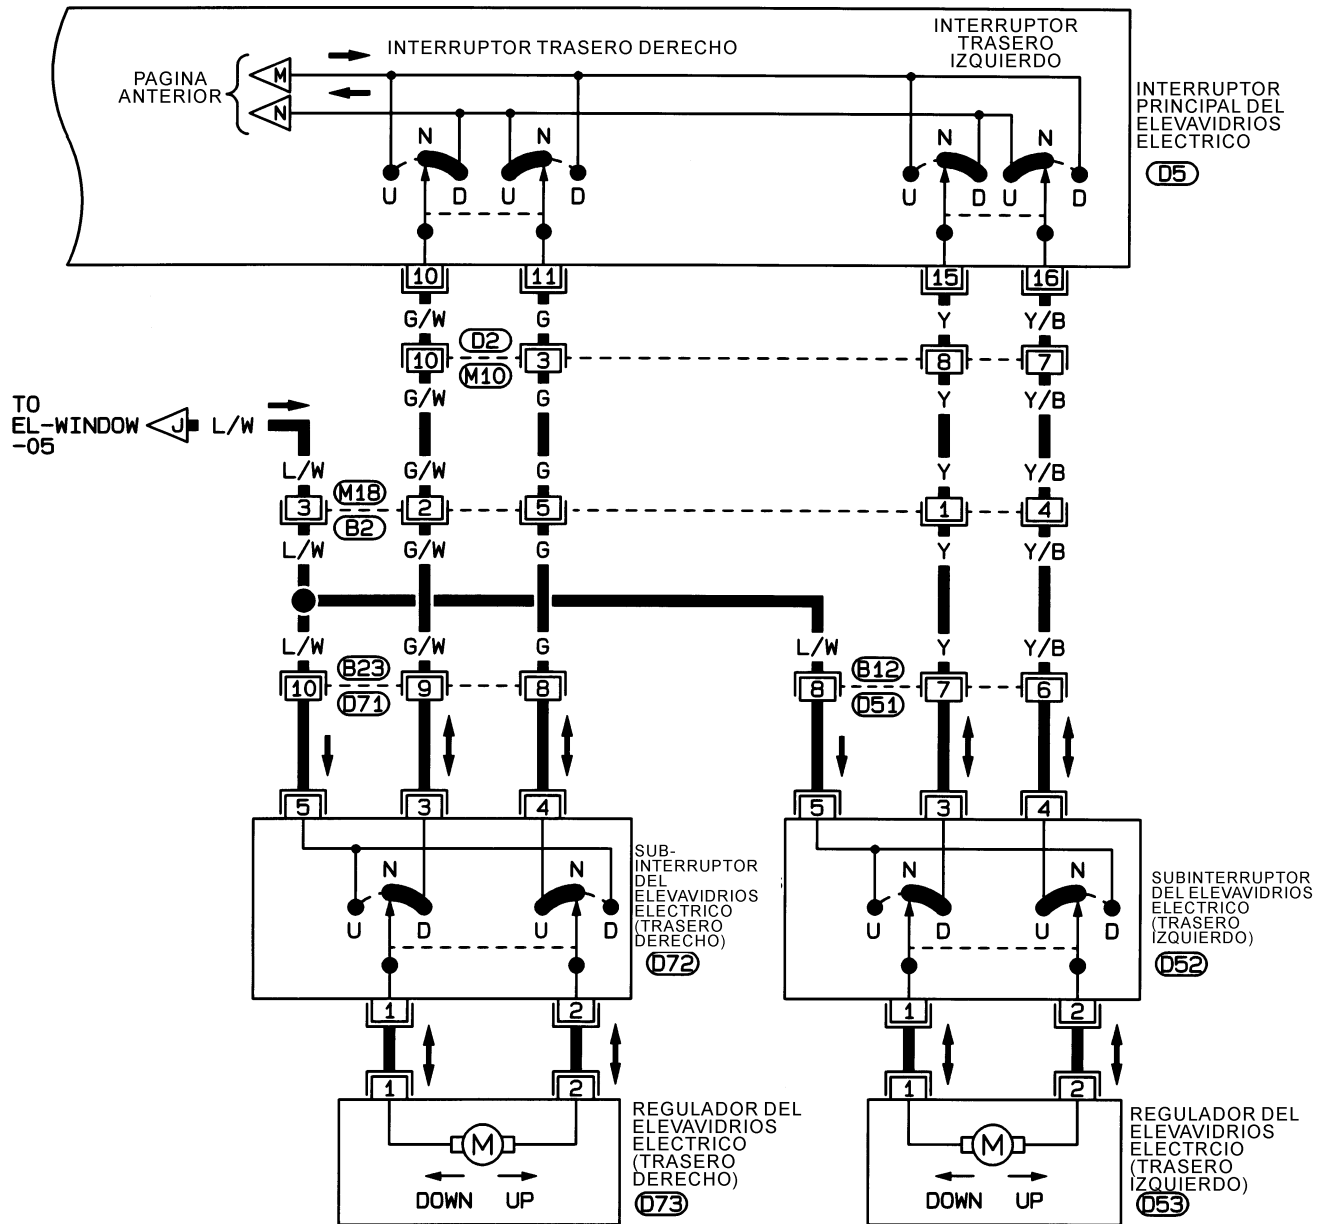 INTERRUPTOR TRASERO DERECHO
INTERRUPTOR
TRASERO
IZQUIERDO
PAGINA
ANTERIOR
M
N
INTERRUPTOR
PRINCIPAL DEL
ELEVAVIDRIOS
ELECTRICO
D5
N N N N
U D U D U D U D
10 11 15 16
G/W G Y Y/B
D2
10 3 8 7
M10
G/W G Y Y/B
TO
EL-WINDOW
-05
J L/W
L/W G/W G Y Y/B
M18
3 2 5 1 4
B2
L/W G/W G Y Y/B
L/W G/W G L/W Y Y/B
B23 B12
10 9 8 8 7 6
D71 D51
5 3 4 5 3 4
SUB-
INTERRUPTOR
DEL
ELEVAVIDRIOS
ELECTRICO
(TRASERO
DERECHO)
D72
N N
U D U D
SUBINTERRUPTOR
DEL ELEVAVIDRIOS
ELECTRICO
(TRASERO
IZQUIERDO)
D52
N N
U D U D
1 2 1 2
1 2 1 2
REGULADOR DEL
ELEVAVIDRIOS
ELECTRICO
(TRASERO
DERECHO)
D73
M
DOWN UP
REGULADOR DEL
ELEVAVIDRIOS
ELECTRCIO
(TRASERO
IZQUIERDO)
D53
M
DOWN UP